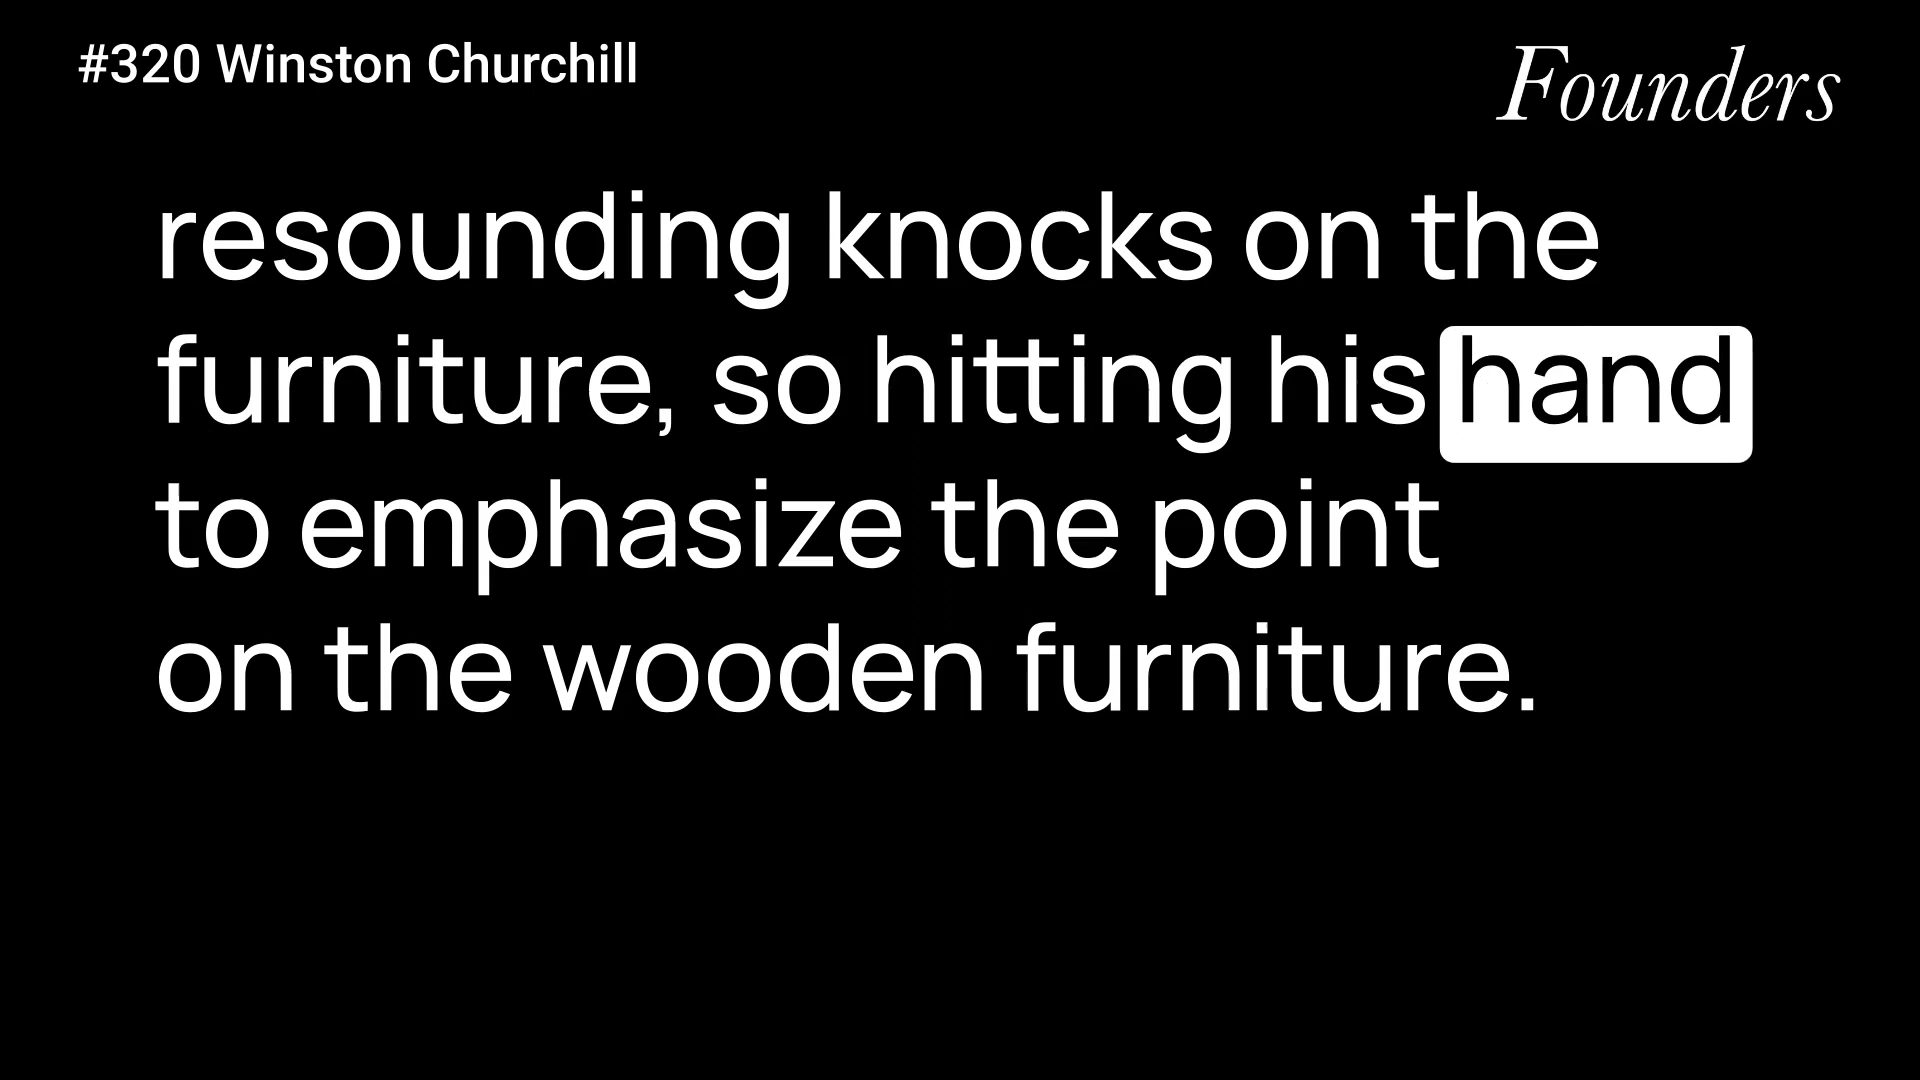 #320 Winston Churchill
Founders
resounding knocks on the
furniture, so hitting his hand
to emphasize the point
on the wooden furniture.